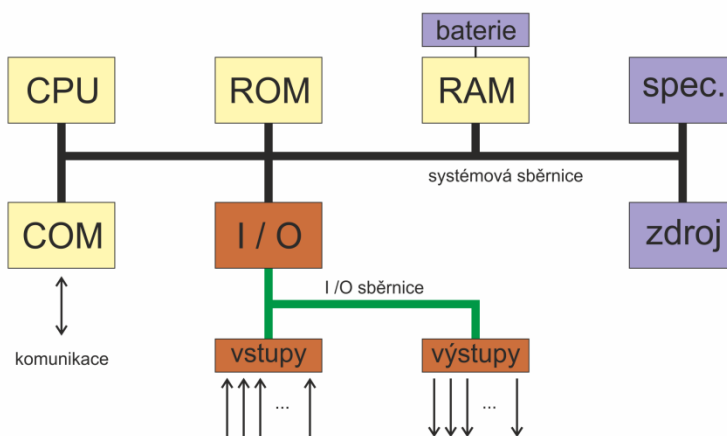 baterie
CPU
ROM
RAM
spec.
systémová sběrnice
COM
I / O
zdroj
I /O sběrnice
komunikace
vstupy
výstupy
...
...